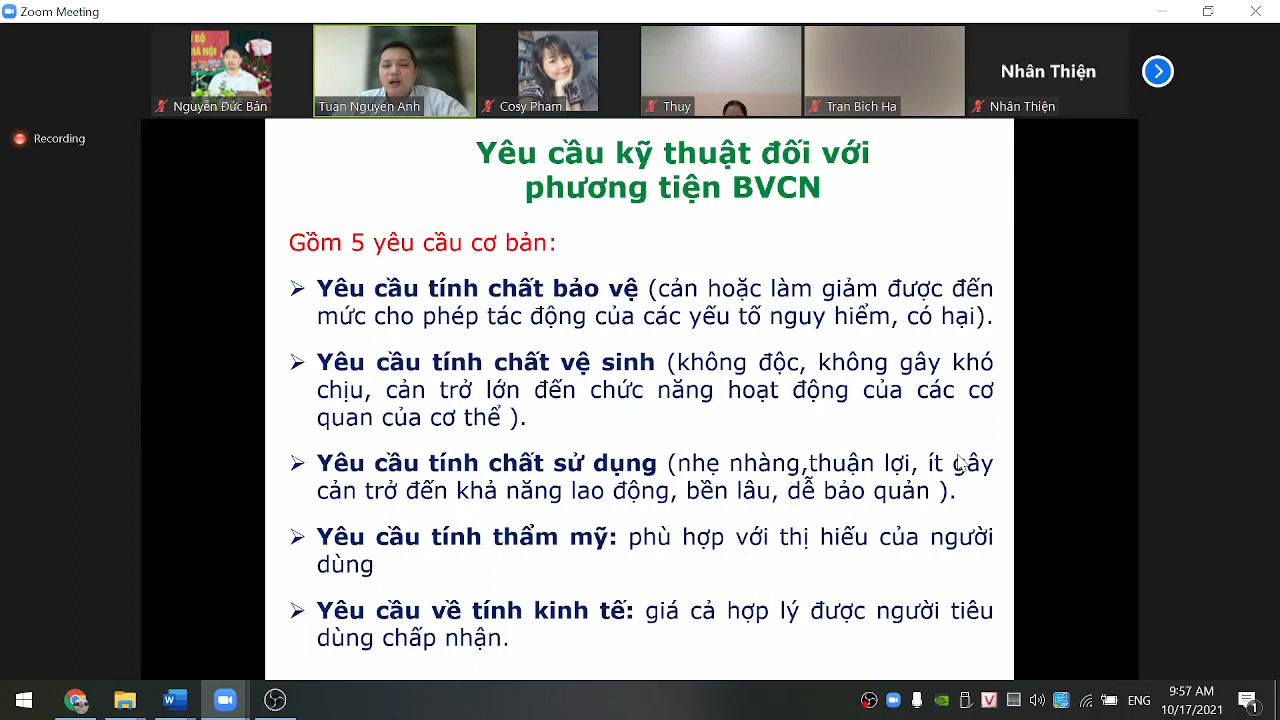 Zoom Meeting
BỘ
HÀ NỘI
Nhân Thiện
Nguyễn Đức Bản
Tuan Nguyen Anh
Cosy Pham
Thuy
Tran Bich Ha
Nhân Thiện
Recording
Yêu cầu kỹ thuật đối với
phương tiện BVCN
Gồm 5 yêu cầu cơ bản:
➢ Yêu cầu tính chất bảo vệ (cản hoặc làm giảm được đến
mức cho phép tác động của các yếu tố nguy hiểm, có hại).
➢ Yêu cầu tính chất vệ sinh (không độc, không gây khó
chịu, cản trở lớn đến chức năng hoạt động của các cơ
quan của cơ thể ).
➢ Yêu cầu tính chất sử dụng (nhẹ nhàng,thuận lợi, ít gây
cản trở đến khả năng lao động, bền lâu, dễ bảo quản ).
➢ Yêu cầu tính thẩm mỹ: phù hợp với thị hiếu của người
dùng
➢ Yêu cầu về tính kinh tế: giá cả hợp lý được người tiêu
dùng chấp nhận.
ENG
9:57 AM
10/17/2021
1